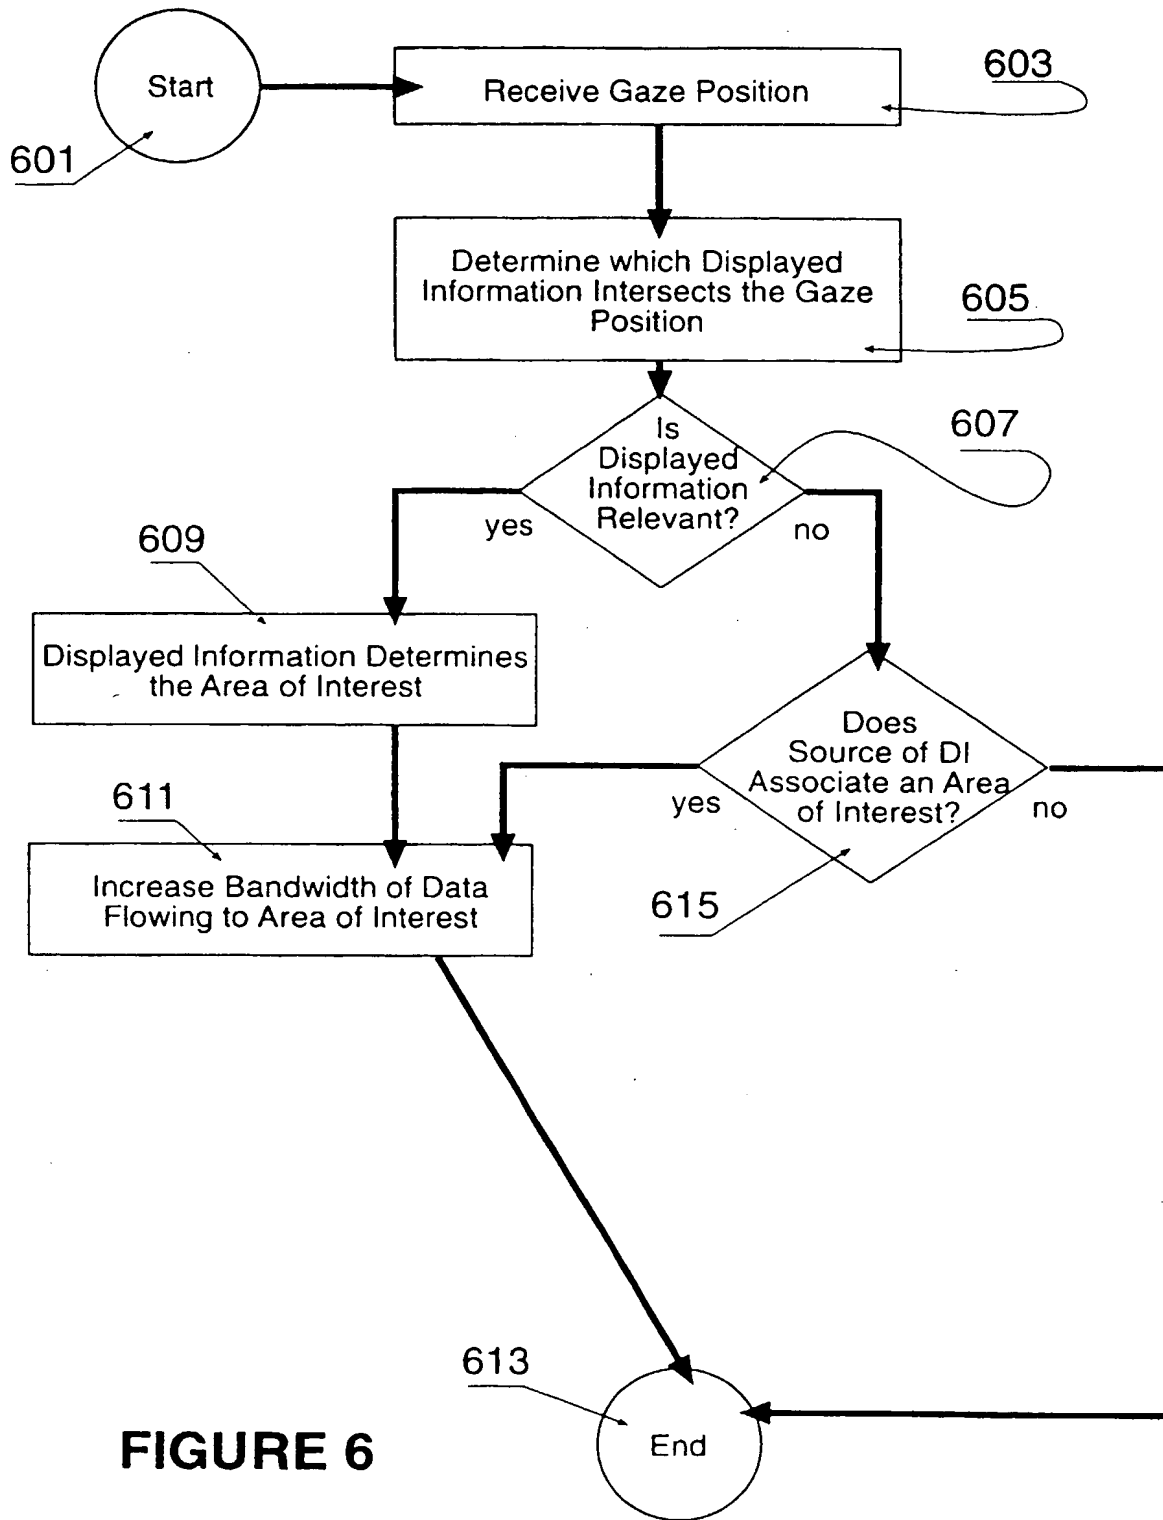 Start
601
Receive Gaze Position
603
Determine which Displayed
Information Intersects the Gaze
Position
605
Is
Displayed
Information
Relevant?
607
yes
no
609
Displayed Information Determines
the Area of Interest
Does
Source of DI
Associate an Area
of Interest?
yes
no
615
611
Increase Bandwidth of Data
Flowing to Area of Interest
613
End
FIGURE 6